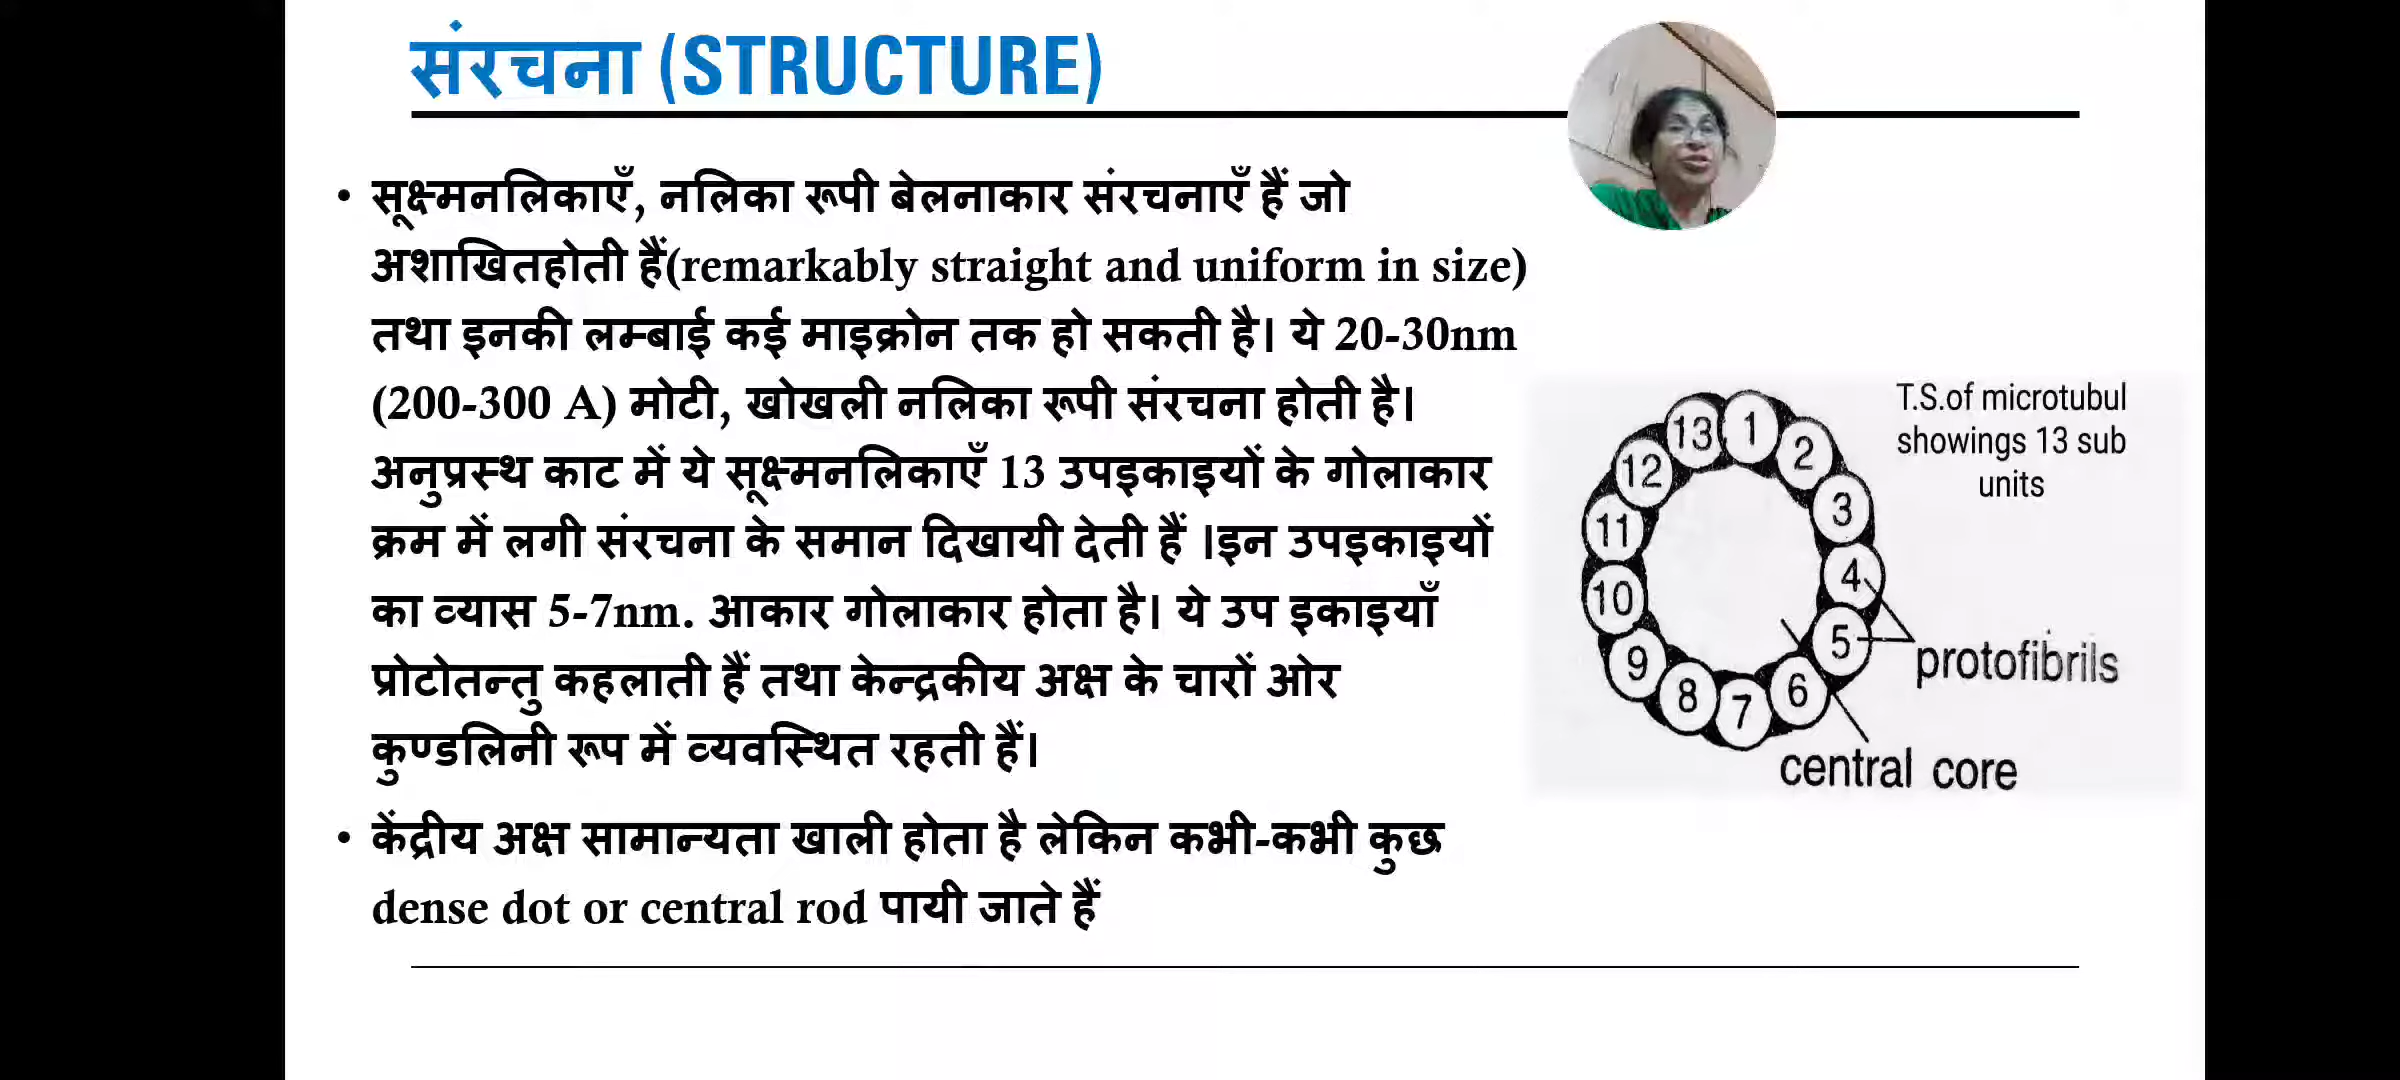 संरचना (STRUCTURE)
• सूक्ष्मनलिकाएँ, नलिका रूपी बेलनाकार संरचनाएँ हैं जो
अशाखितहोती हैं(remarkably straight and uniform in size)
तथा इनकी लम्बाई कई माइक्रोन तक हो सकती है। ये 20-30nm
(200-300 A) मोटी, खोखली नलिका रूपी संरचना होती है।
अनुप्रस्थ काट में ये सूक्ष्मनलिकाएँ 13 उपइकाइयों के गोलाकार
क्रम में लगी संरचना के समान दिखायी देती हैं ।इन उपइकाइयों
का व्यास 5-7nm. आकार गोलाकार होता है। ये उप इकाइयाँ
प्रोटोतन्तु कहलाती हैं तथा केन्द्रकीय अक्ष के चारों ओर
कुण्डलिनी रूप में व्यवस्थित रहती हैं।
• केंद्रीय अक्ष सामान्यता खाली होता है लेकिन कभी-कभी कुछ
dense dot or central rod पायी जाते हैं
T.S.of microtubul
showings 13 sub
units
1
2
3
4
5
6
7
8
9
10
11
12
13
protofibrils
central core